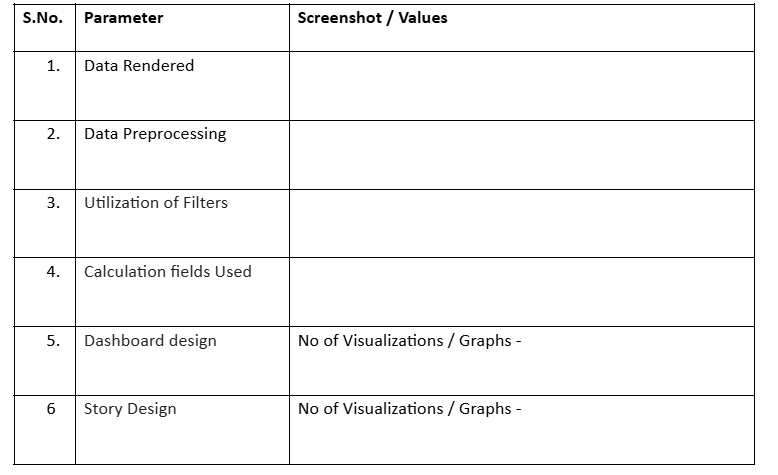 S.No. Parameter Screenshot / Values
1. Data Rendered
2. Data Preprocessing
3. Utilization of Filters
4. Calculation fields Used
5. Dashboard design No of Visualizations / Graphs -
6 Story Design No of Visualizations / Graphs -